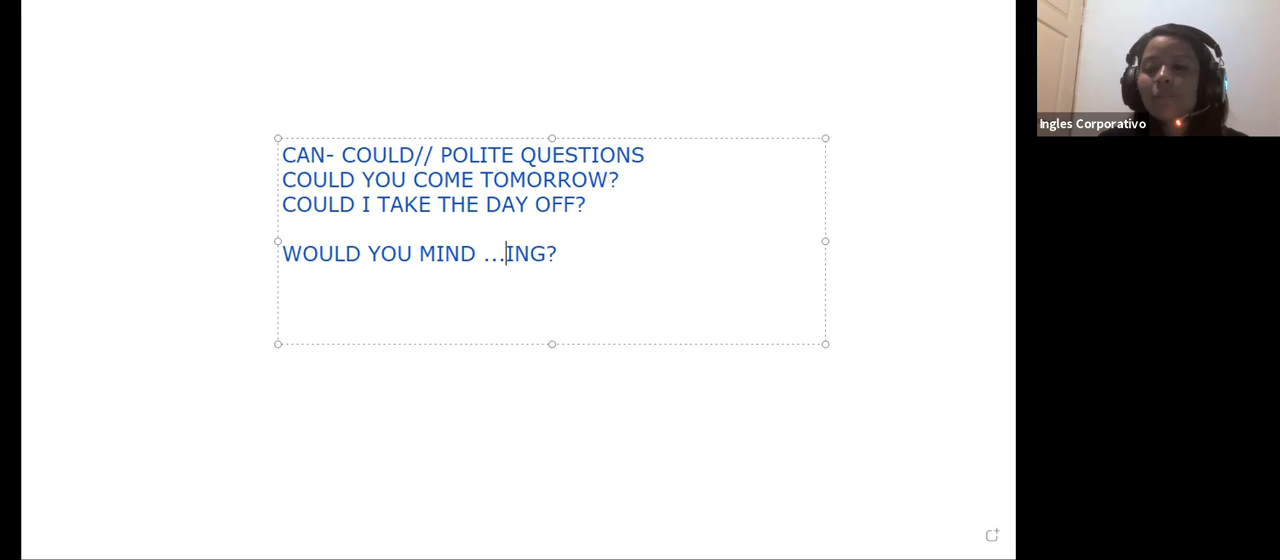 CAN- COULD// POLITE QUESTIONS
COULD YOU COME TOMORROW?
COULD I TAKE THE DAY OFF?
WOULD YOU MIND ...ING?
Ingles Corporativo